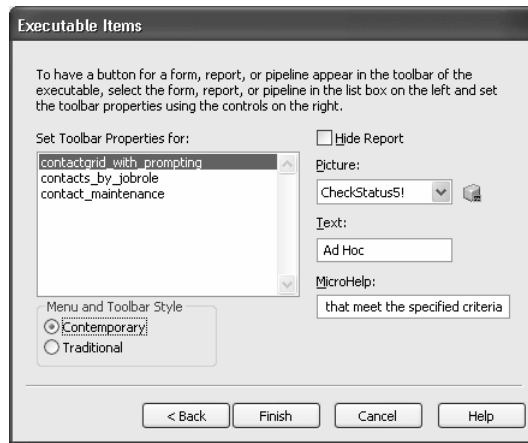 Executable Items
To have a button for a form, report, or pipeline appear in the toolbar of the
executable, select the form, report, or pipeline in the list box on the left and set
the toolbar properties using the controls on the right.
Set Toolbar Properties for:
contactgrid_with_prompting
contacts_by_jobrole
contact_maintenance
Menu and Toolbar Style
Contemporary
Traditional
Hide Report
Picture:
CheckStatus5!
Text:
Ad Hoc
MicroHelp:
that meet the specified criteria
< Back
Finish
Cancel
Help